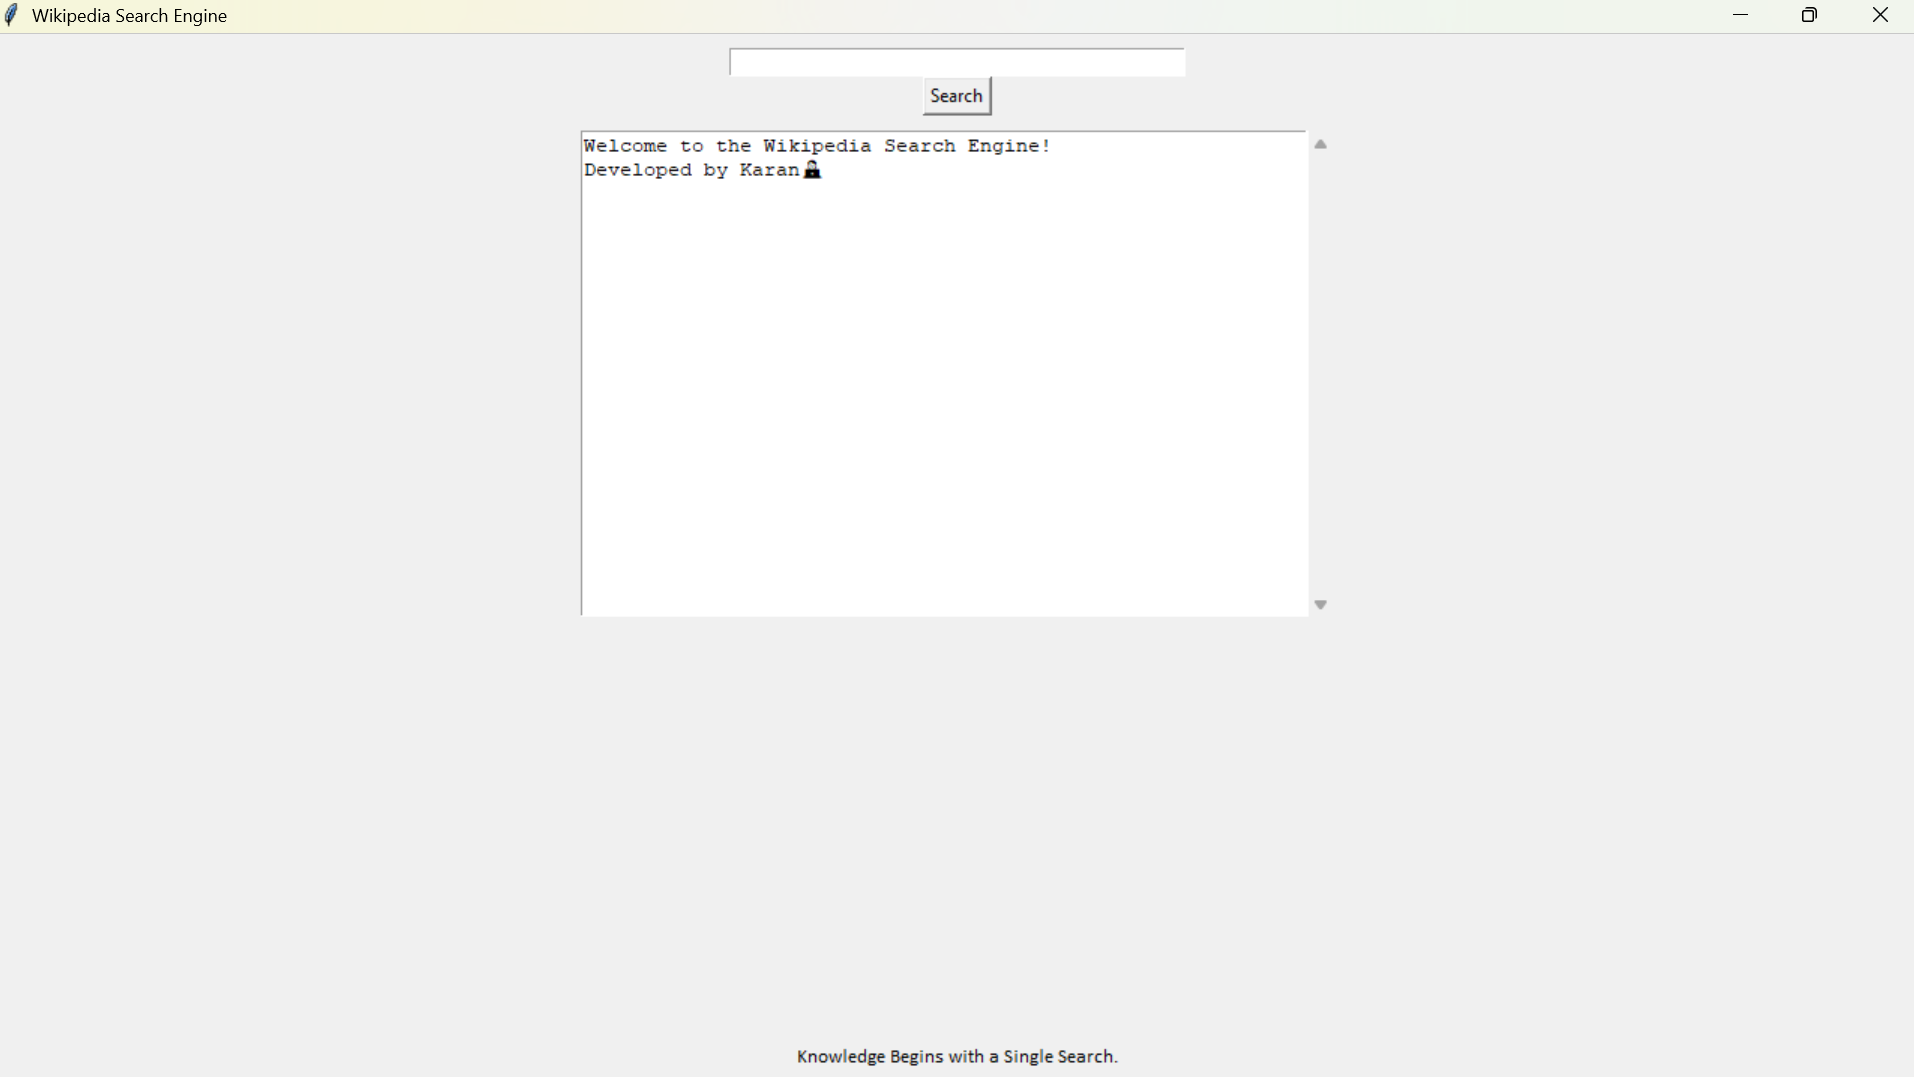 Wikipedia Search Engine
Search
Welcome to the Wikipedia Search Engine!
Developed by Karan
Knowledge Begins with a Single Search.